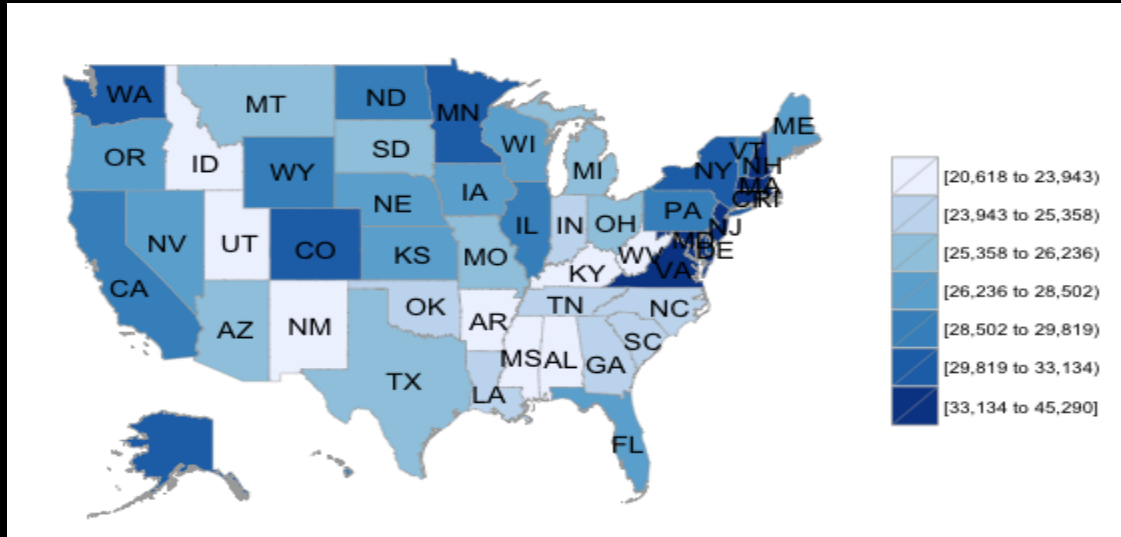 WA
MT
ND
MN
ME
OR
ID
SD
WI
VT
NH
WY
MI
NY
MA
IA
CT
RI
NE
PA
NV
UT
CO
IL
IN
OH
NJ
MD
DE
KS
MO
WV
VA
KY
CA
OK
TN
NC
AZ
NM
AR
SC
MS
AL
GA
TX
LA
FL
[20,618 to 23,943)
[23,943 to 25,358)
[25,358 to 26,236)
[26,236 to 28,502)
[28,502 to 29,819)
[29,819 to 33,134)
[33,134 to 45,290]